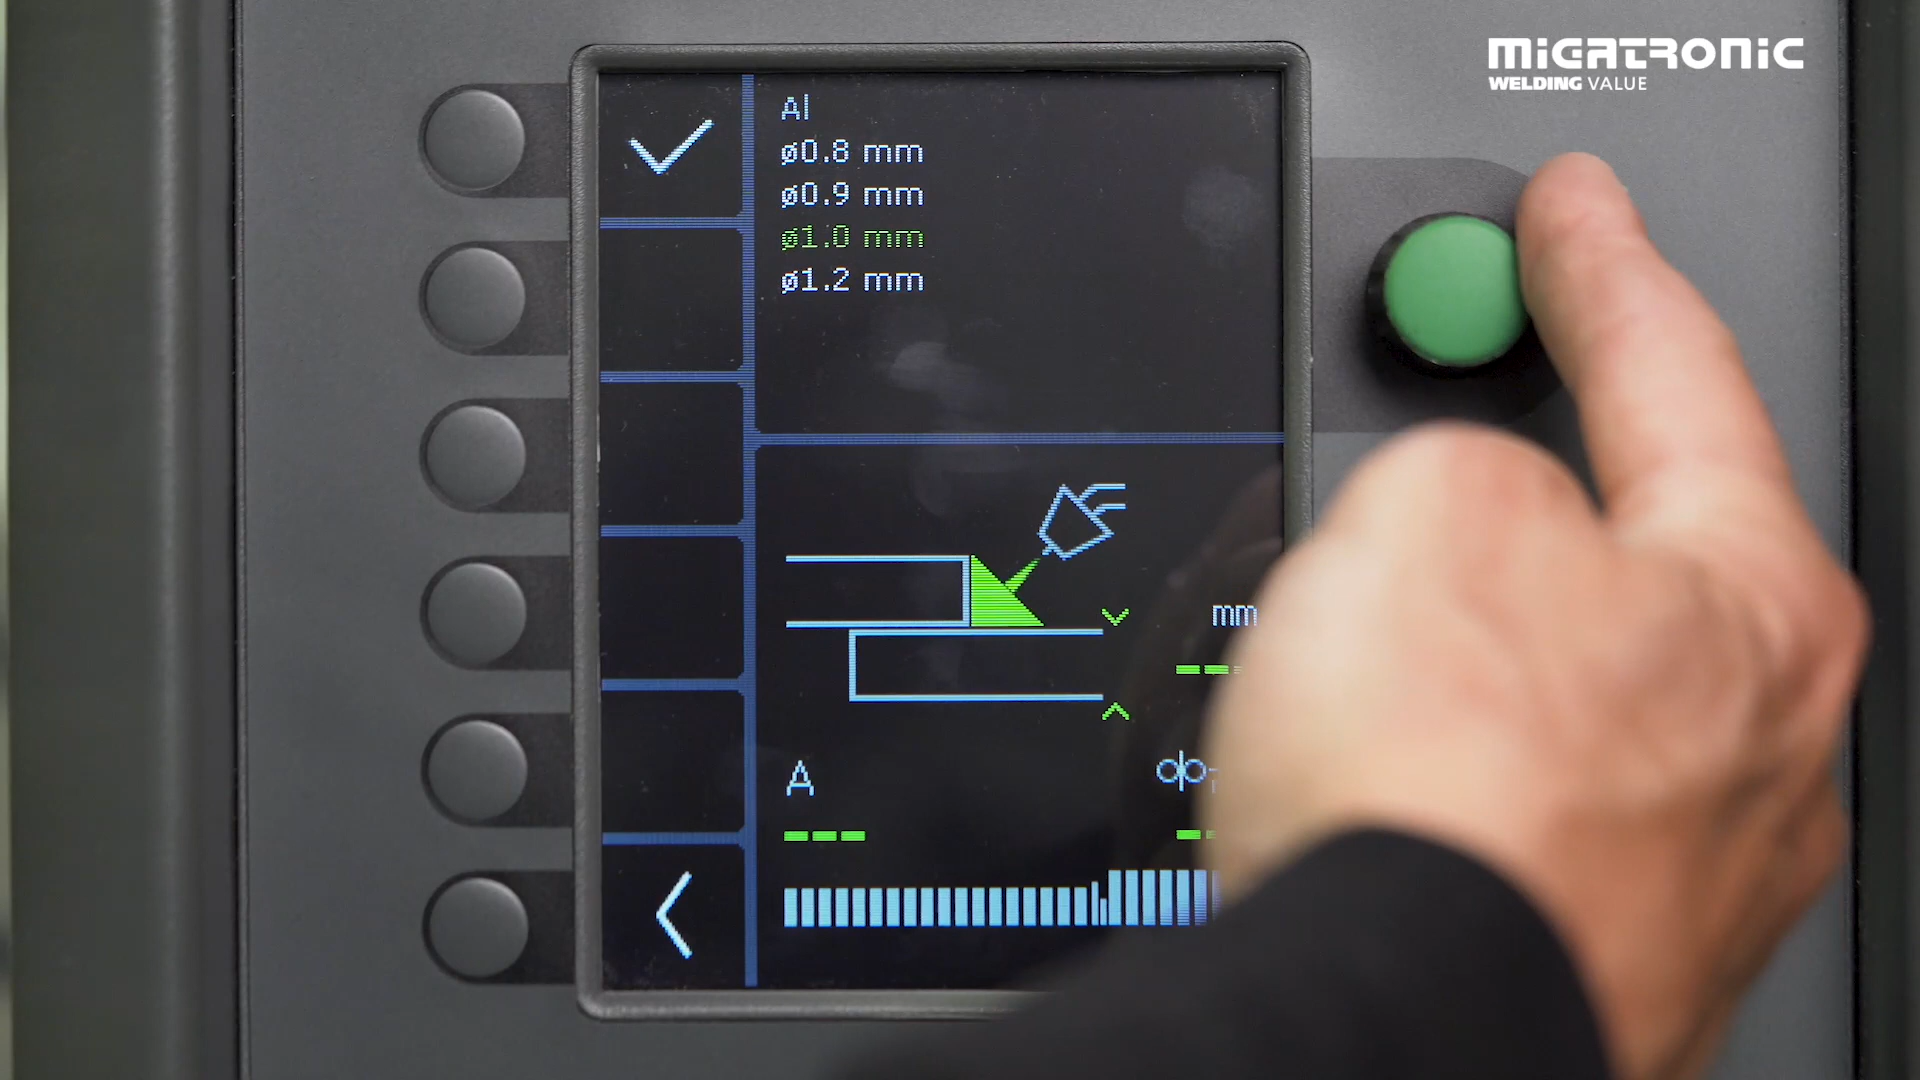 MIGATRONIC
WELDING VALUE
Al
ø0.8 mm
ø0.9 mm
ø1.0 mm
ø1.2 mm
mm
A